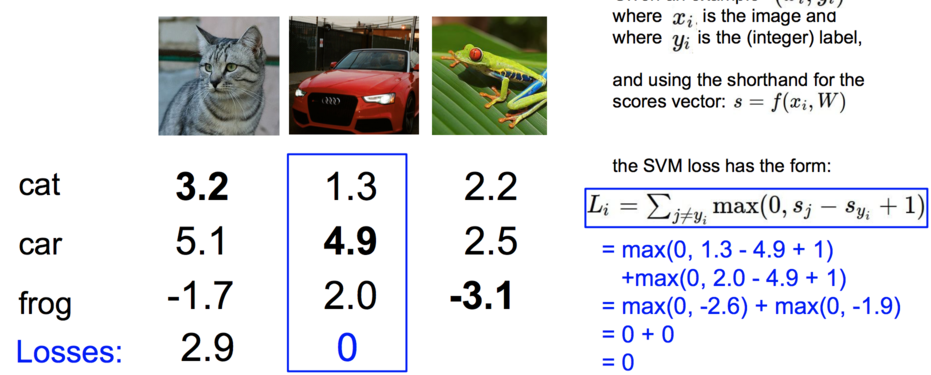 where x_i is the image and
where y_i is the (integer) label,
and using the shorthand for the
scores vector: s = f(x_i, W)
the SVM loss has the form:
L_i = ∑_{j≠y_i} max(0, s_j − s_{y_i} + 1)
= max(0, 1.3 - 4.9 + 1)
+max(0, 2.0 - 4.9 + 1)
= max(0, -2.6) + max(0, -1.9)
= 0 + 0
= 0
cat 3.2 1.3 2.2
car 5.1 4.9 2.5
frog -1.7 2.0 -3.1
Losses: 2.9 0